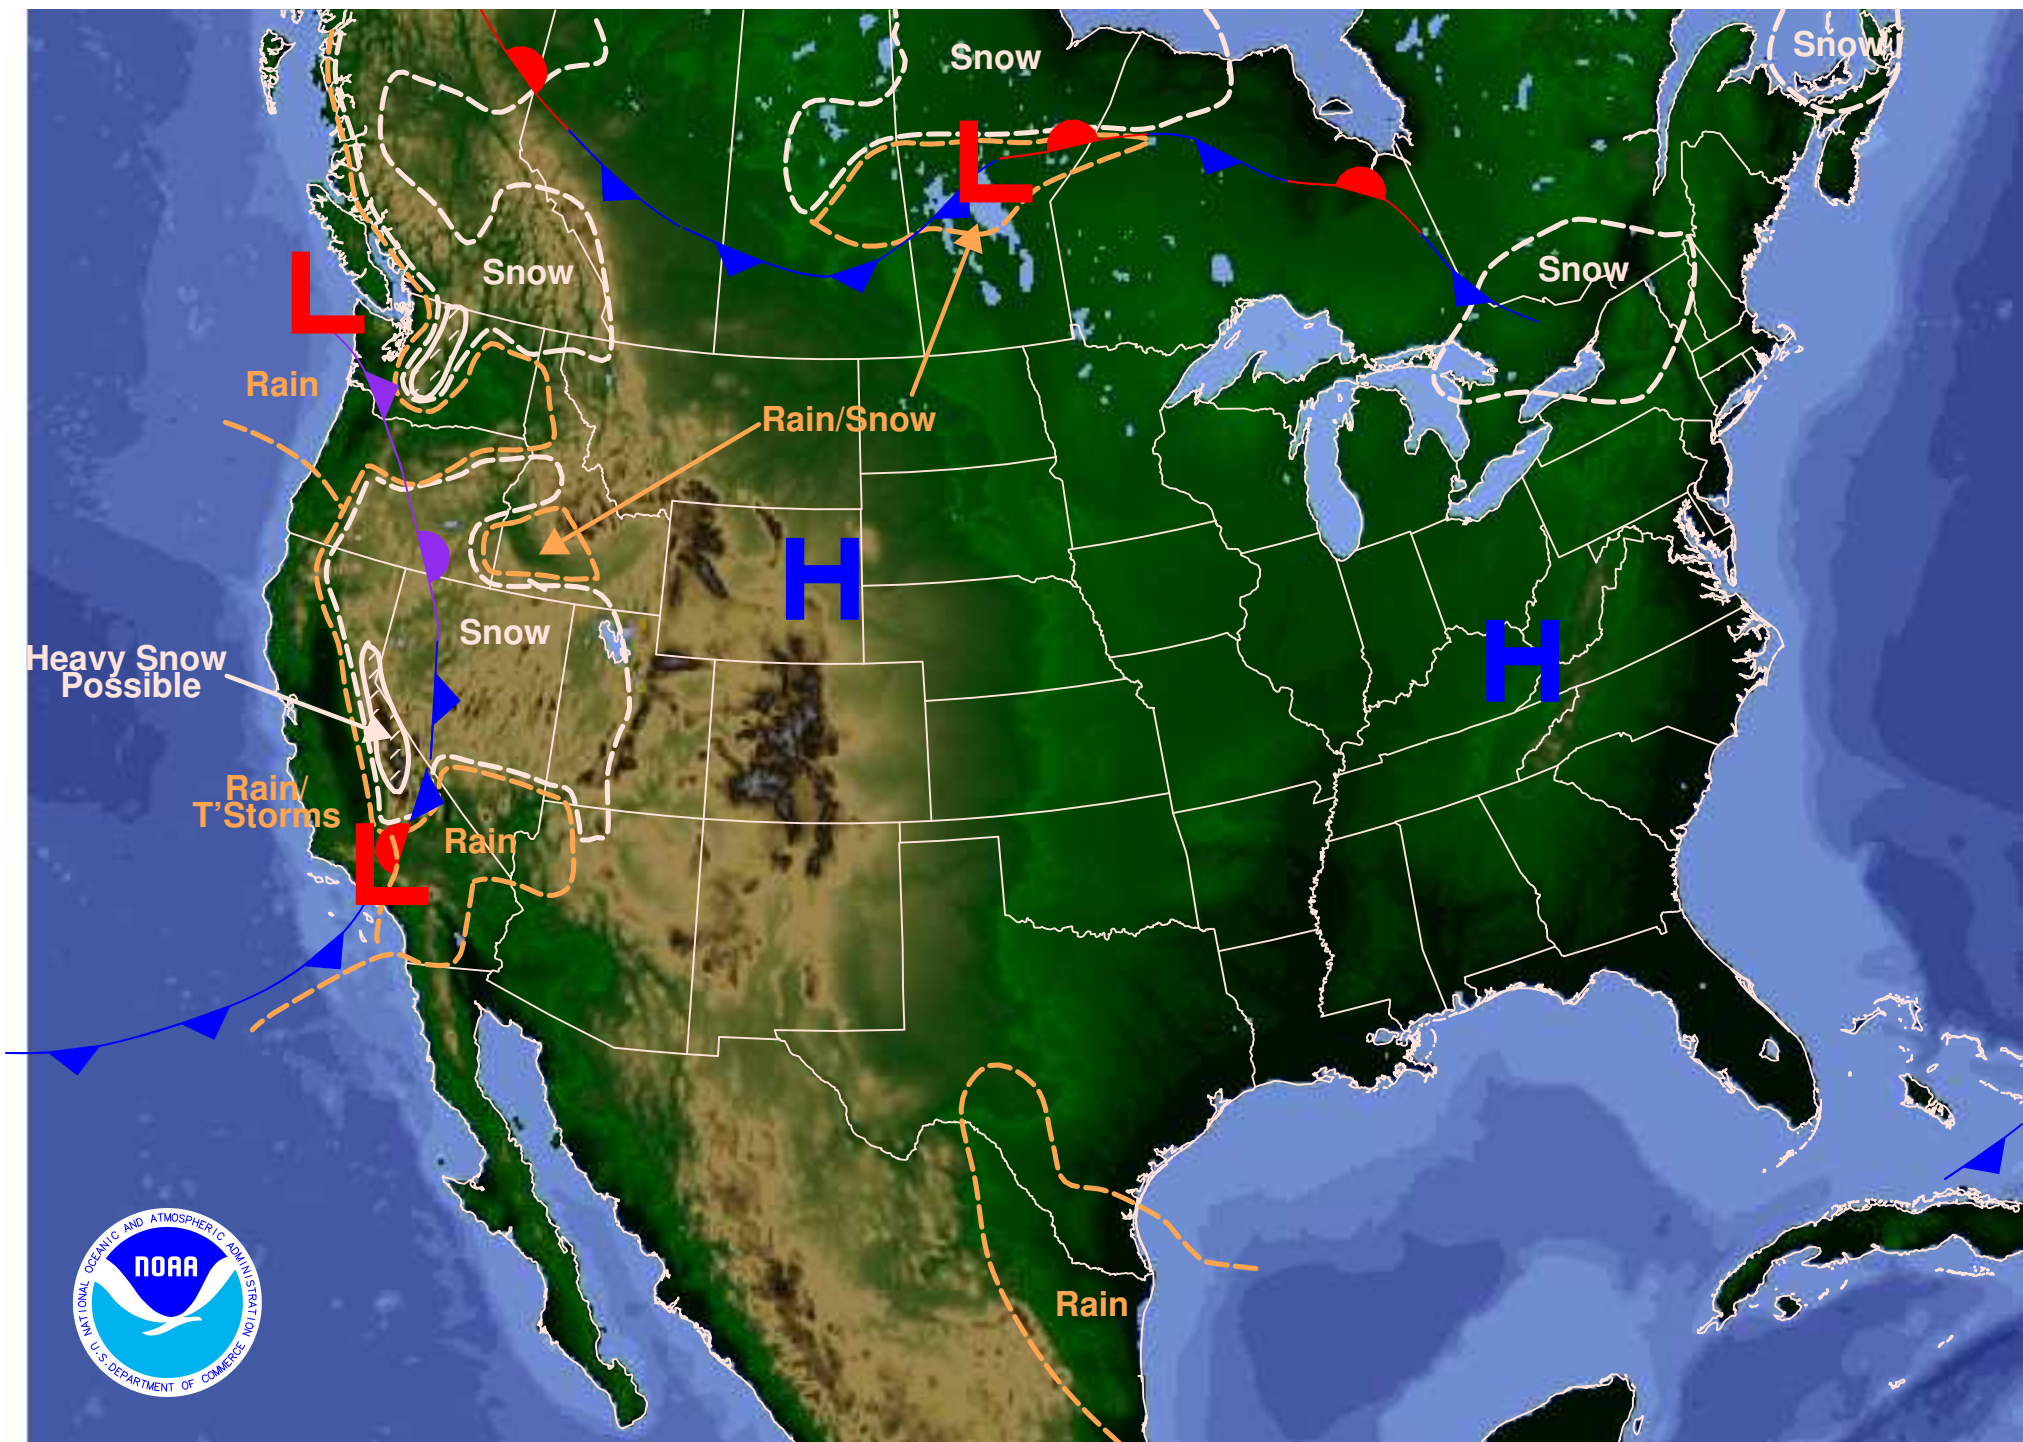 Snow
Snow
L
Snow
Snow
L
Rain
Rain/Snow
H
Snow
H
Heavy Snow
Possible
Rain/
T'Storms
Rain
L
Rain
NATIONAL OCEANIC AND ATMOSPHERIC ADMINISTRATION
NOAA
U.S. DEPARTMENT OF COMMERCE